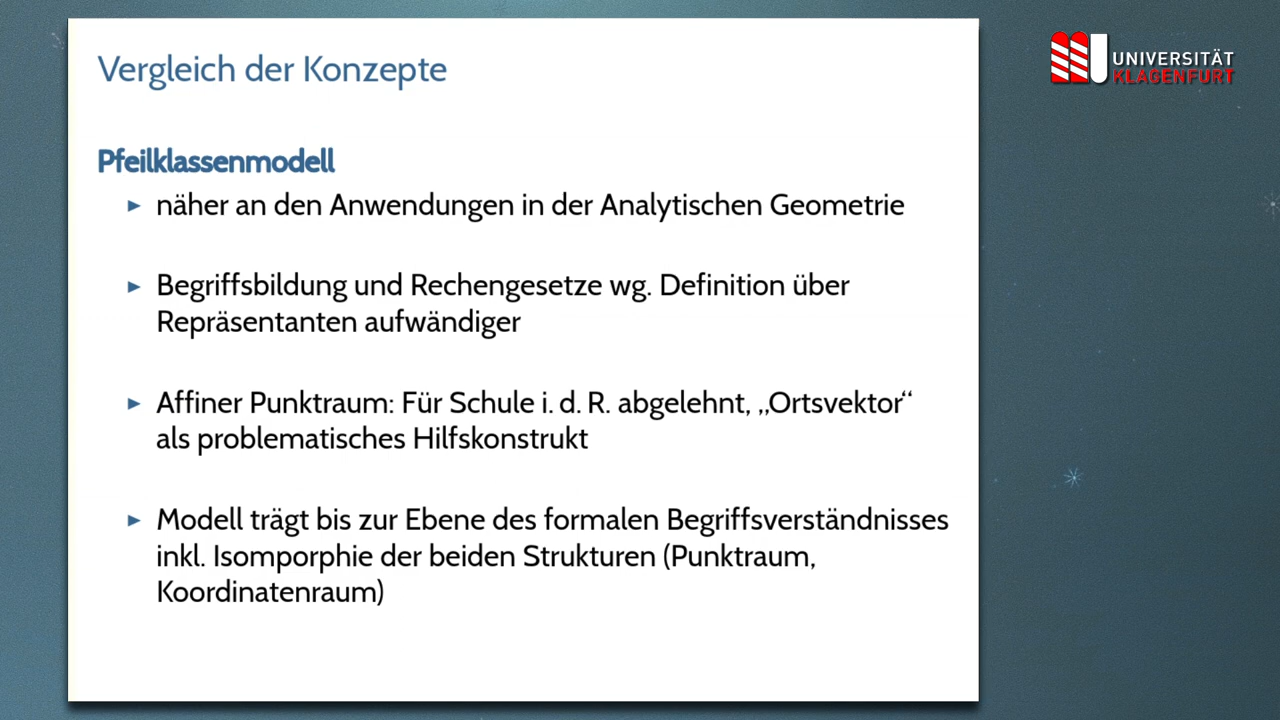 Vergleich der Konzepte
UNIVERSITÄT
KLAGENFURT
Pfeilklassenmodell
▶ näher an den Anwendungen in der Analytischen Geometrie
▶ Begriffsbildung und Rechengesetze wg. Definition über
Repräsentanten aufwändiger
▶ Affiner Punktraum: Für Schule i. d. R. abgelehnt, „Ortsvektor“
als problematisches Hilfskonstrukt
▶ Modell trägt bis zur Ebene des formalen Begriffsverständnisses
inkl. Isomporphie der beiden Strukturen (Punktraum,
Koordinatenraum)